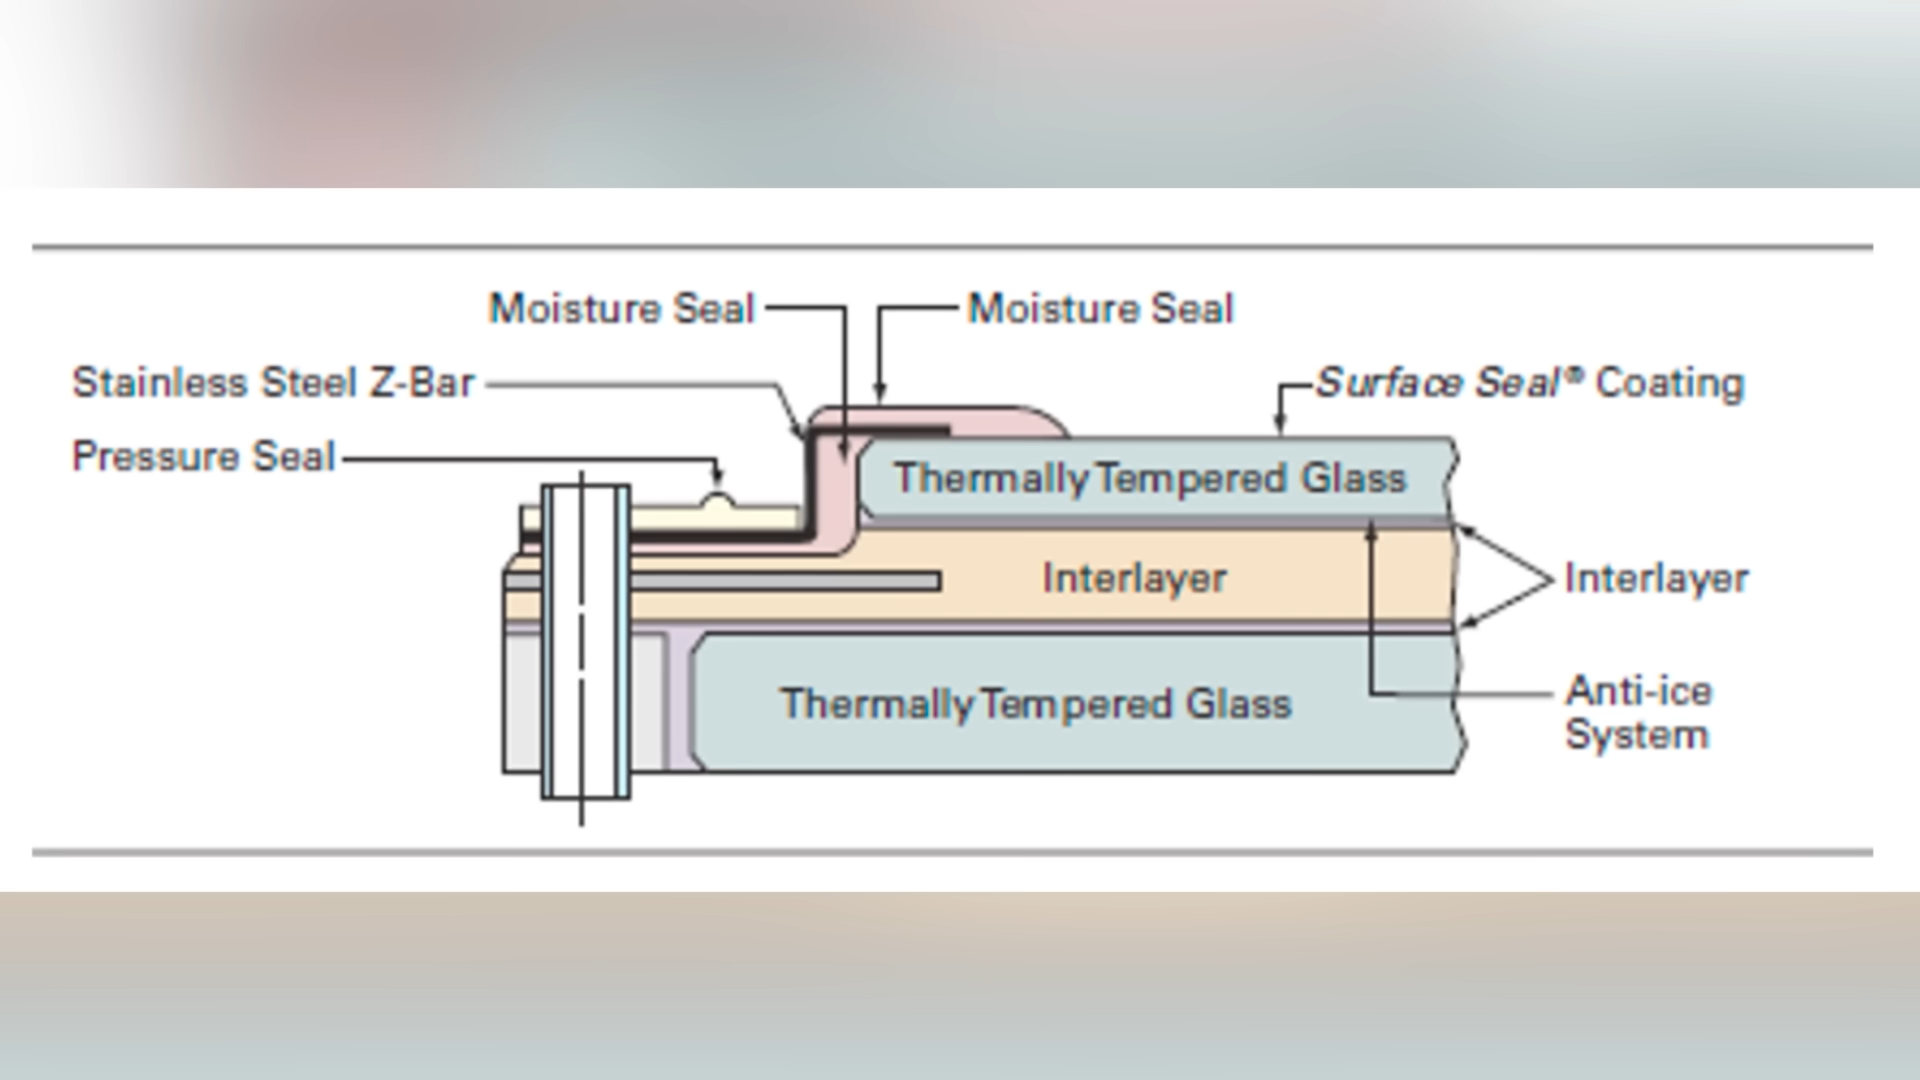 Moisture Seal
Moisture Seal
Stainless Steel Z-Bar
Surface Seal® Coating
Pressure Seal
Thermally Tempered Glass
Interlayer
Interlayer
Thermally Tempered Glass
Anti-ice
System